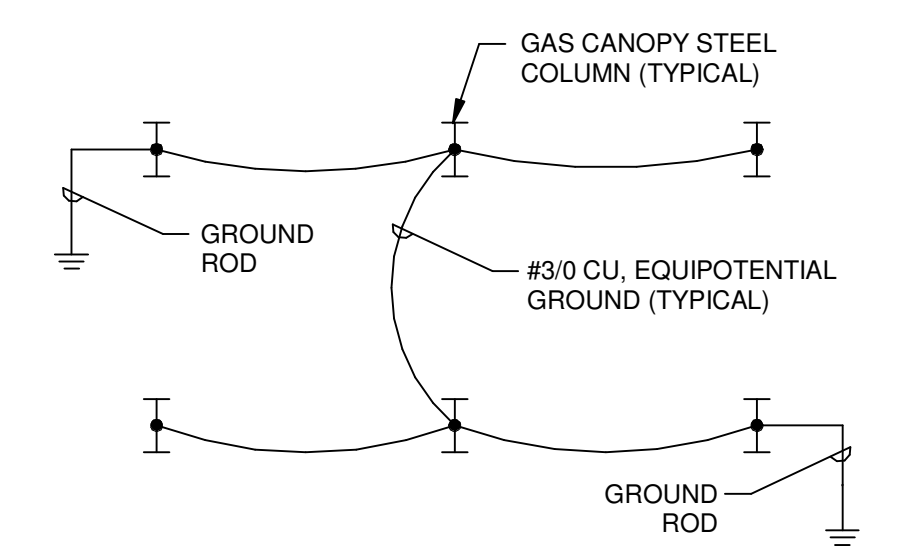 GAS CANOPY STEEL
COLUMN (TYPICAL)
GROUND
ROD
#3/0 CU, EQUIPOTENTIAL
GROUND (TYPICAL)
GROUND
ROD